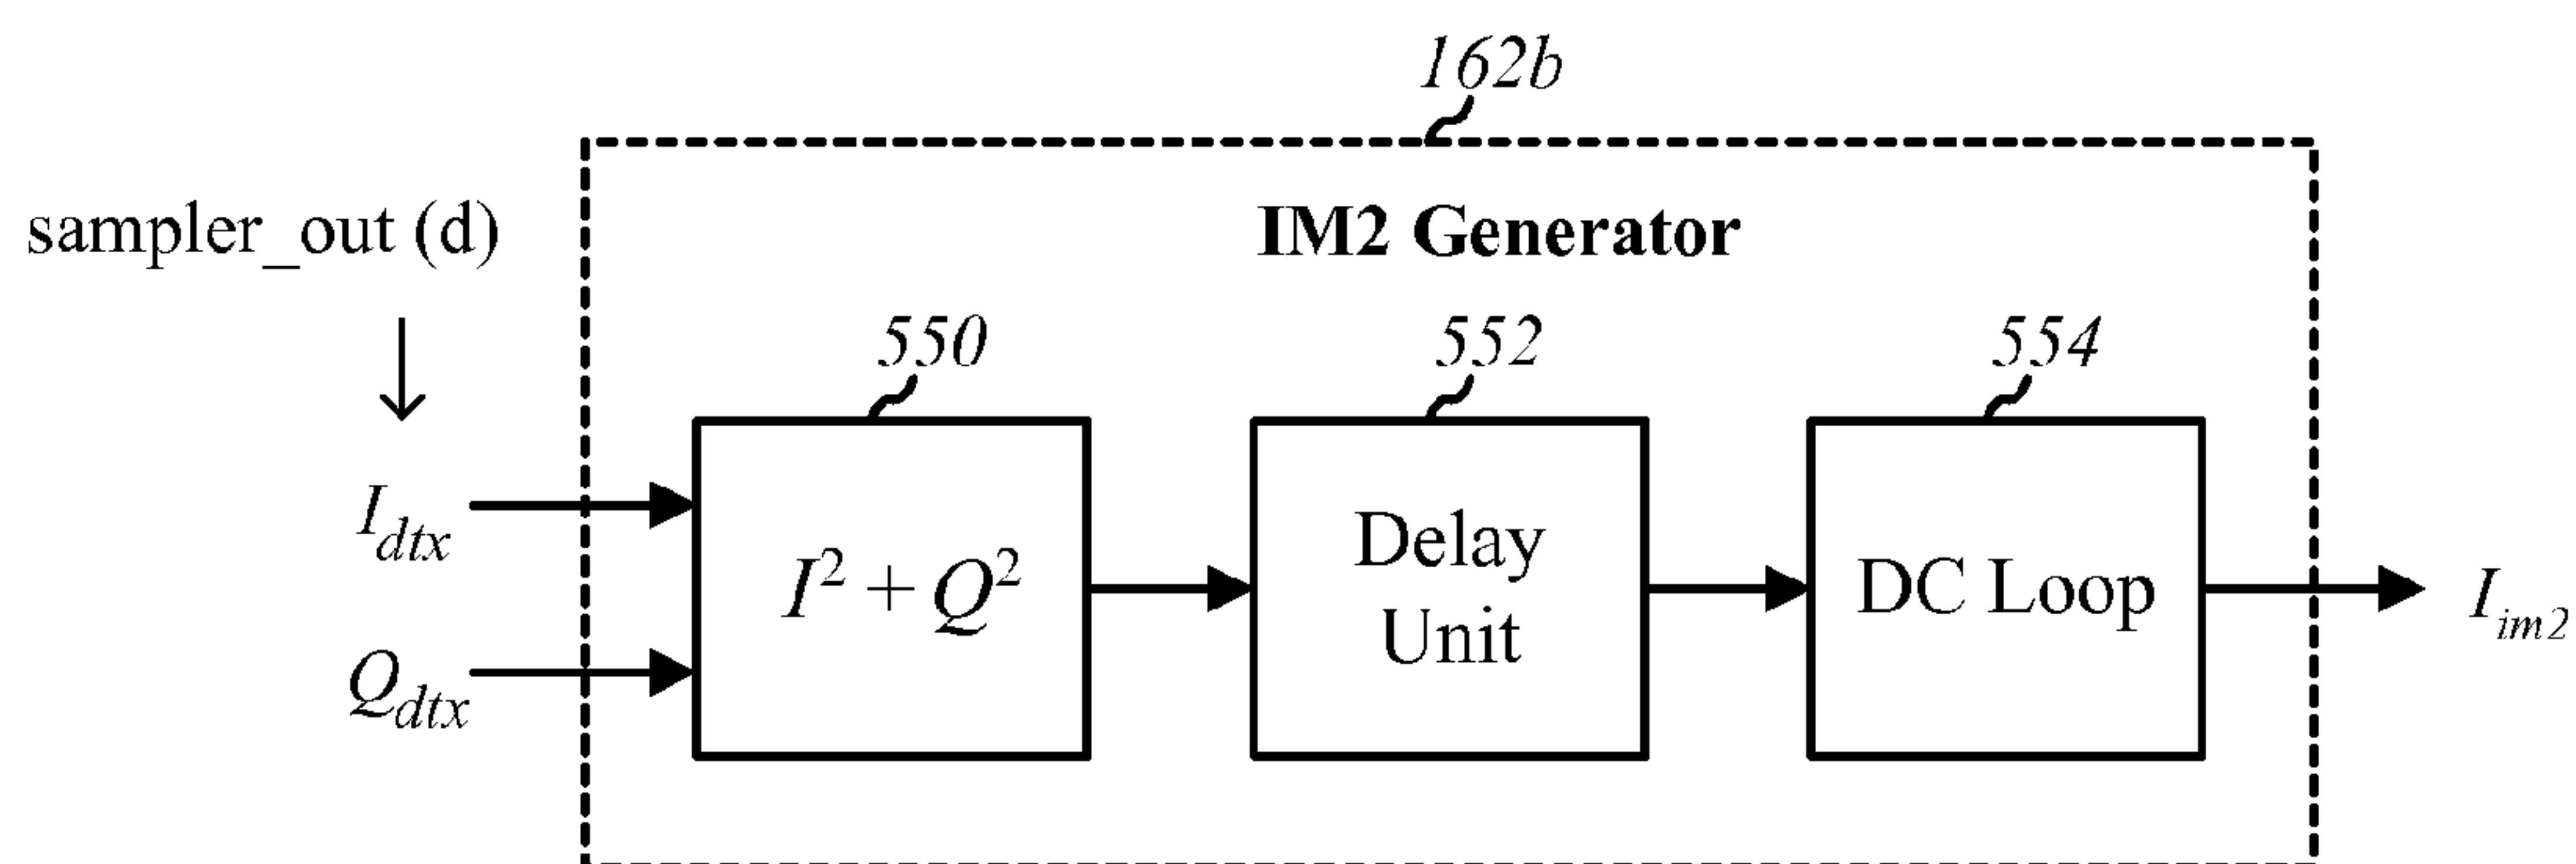 162b
sampler_out (d)
IM2 Generator
550
552
554
I_dtx
Q_dtx
I² + Q²
Delay
Unit
DC Loop
I_im2